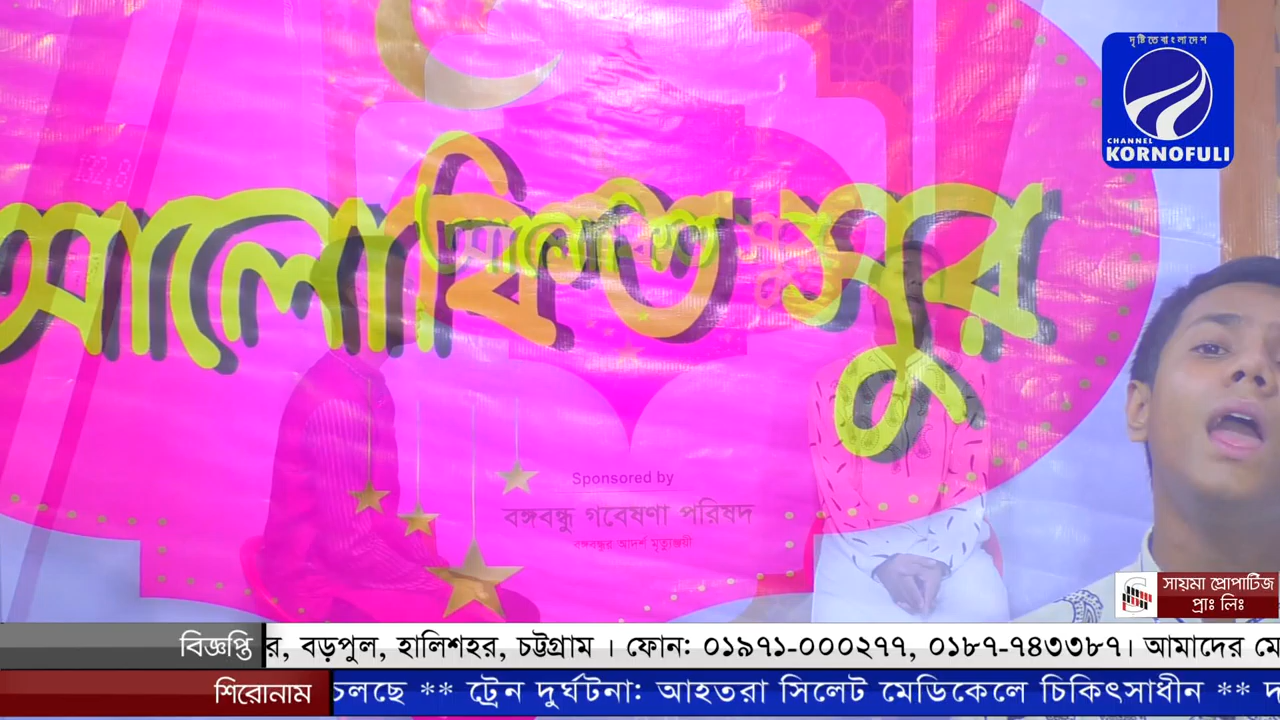 দৃষ্টিতে বাংলাদেশ
CHANNEL
KORNOFULI
আলোকিত সুর
আলোকিত সুর
Sponsored by
বঙ্গবন্ধু গবেষণা পরিষদ
বঙ্গবন্ধুর আদর্শ মৃত্যুঞ্জয়ী
সায়মা প্রোপার্টিজ
প্রাঃ লিঃ
বিজ্ঞপ্তি র, বড়পুল, হালিশহর, চট্টগ্রাম । ফোন: ০১৯৭১-০০০২৭৭, ০১৮৭-৭৪৩৩৮৭। আমাদের মে
শিরোনাম চলছে ** ট্রেন দুর্ঘটনা: আহতরা সিলেট মেডিকেলে চিকিৎসাধীন ** দ